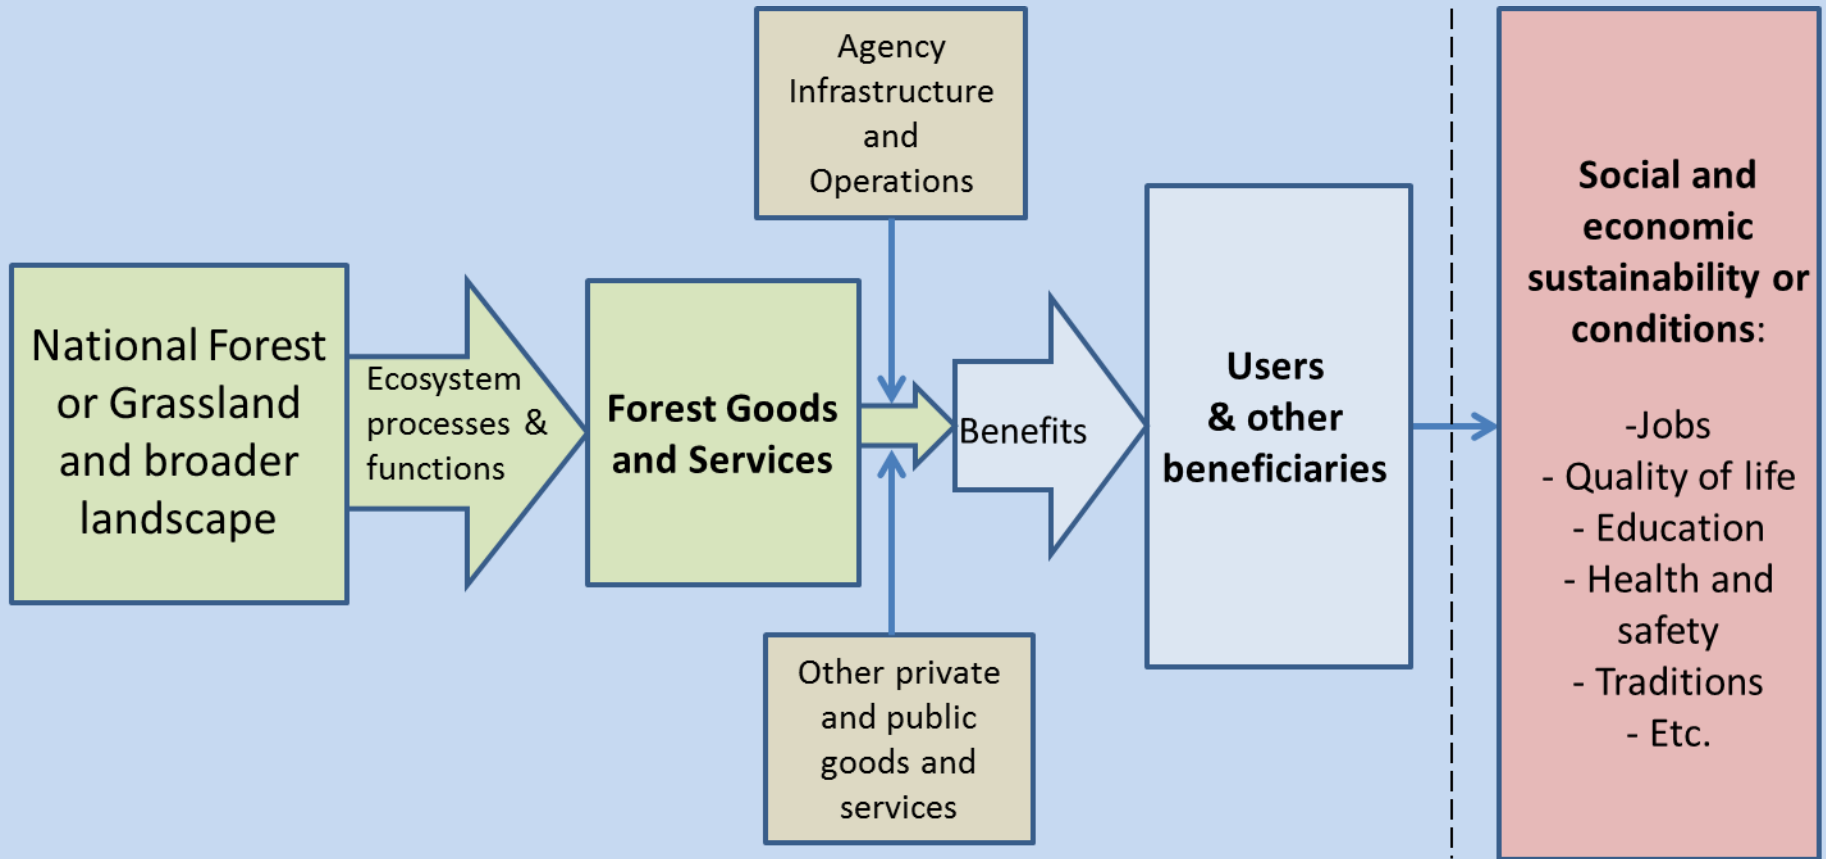 National Forest
or Grassland
and broader
landscape
Ecosystem
processes &
functions
Forest Goods
and Services
Agency
Infrastructure
and
Operations
Other private
and public
goods and
services
Benefits
Users
& other
beneficiaries
Social and
economic
sustainability or
conditions:
-Jobs
- Quality of life
- Education
- Health and
safety
- Traditions
- Etc.